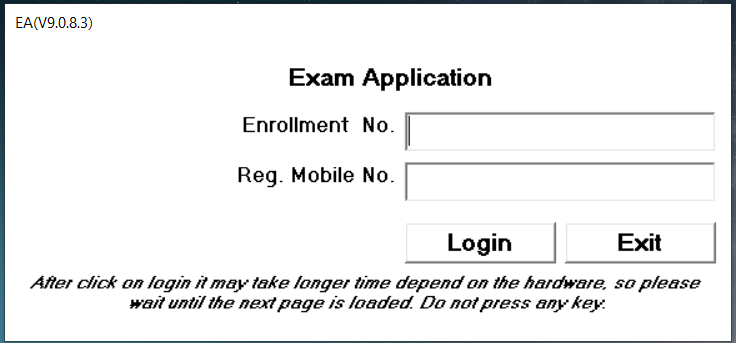 EA(V9.0.8.3)
Exam Application
Enrollment No.
Reg. Mobile No.
Login Exit
After click on login it may take longer time depend on the hardware, so please
wait until the next page is loaded. Do not press any key.